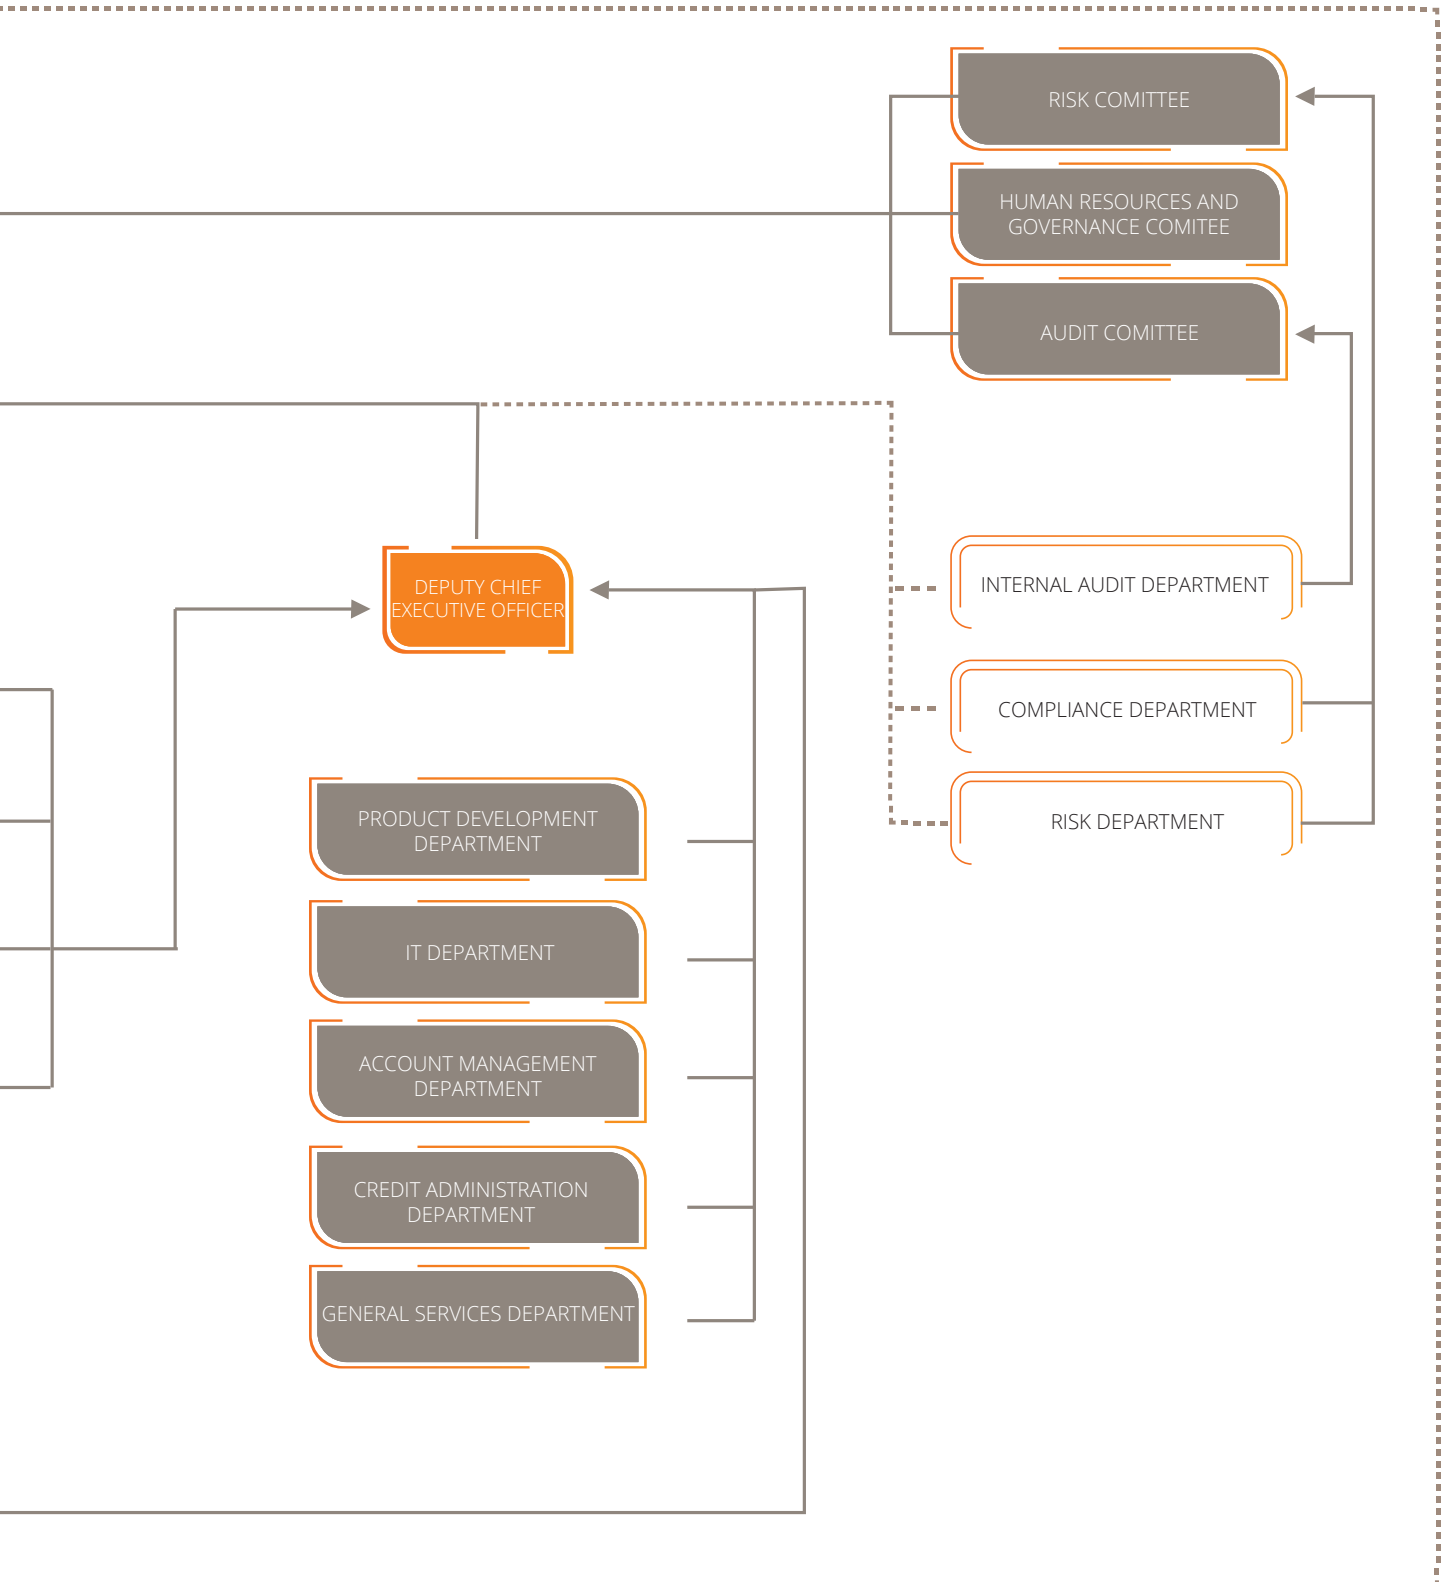 RISK COMITTEE
HUMAN RESOURCES AND
GOVERNANCE COMITEE
AUDIT COMITTEE
DEPUTY CHIEF
EXECUTIVE OFFICER
INTERNAL AUDIT DEPARTMENT
COMPLIANCE DEPARTMENT
RISK DEPARTMENT
PRODUCT DEVELOPMENT
DEPARTMENT
IT DEPARTMENT
ACCOUNT MANAGEMENT
DEPARTMENT
CREDIT ADMINISTRATION
DEPARTMENT
GENERAL SERVICES DEPARTMENT